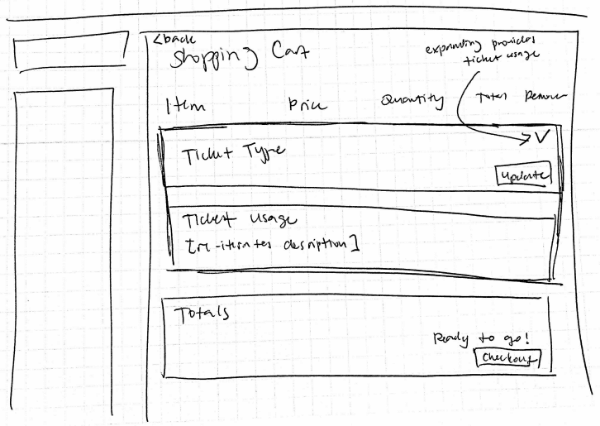 <back
Shopping Cart
expanding provides
ticket usage
Item Price Quantity Total Remove
Ticket Type
update
Ticket Usage
[re-iterates description]
Totals
Ready to go!
Checkout